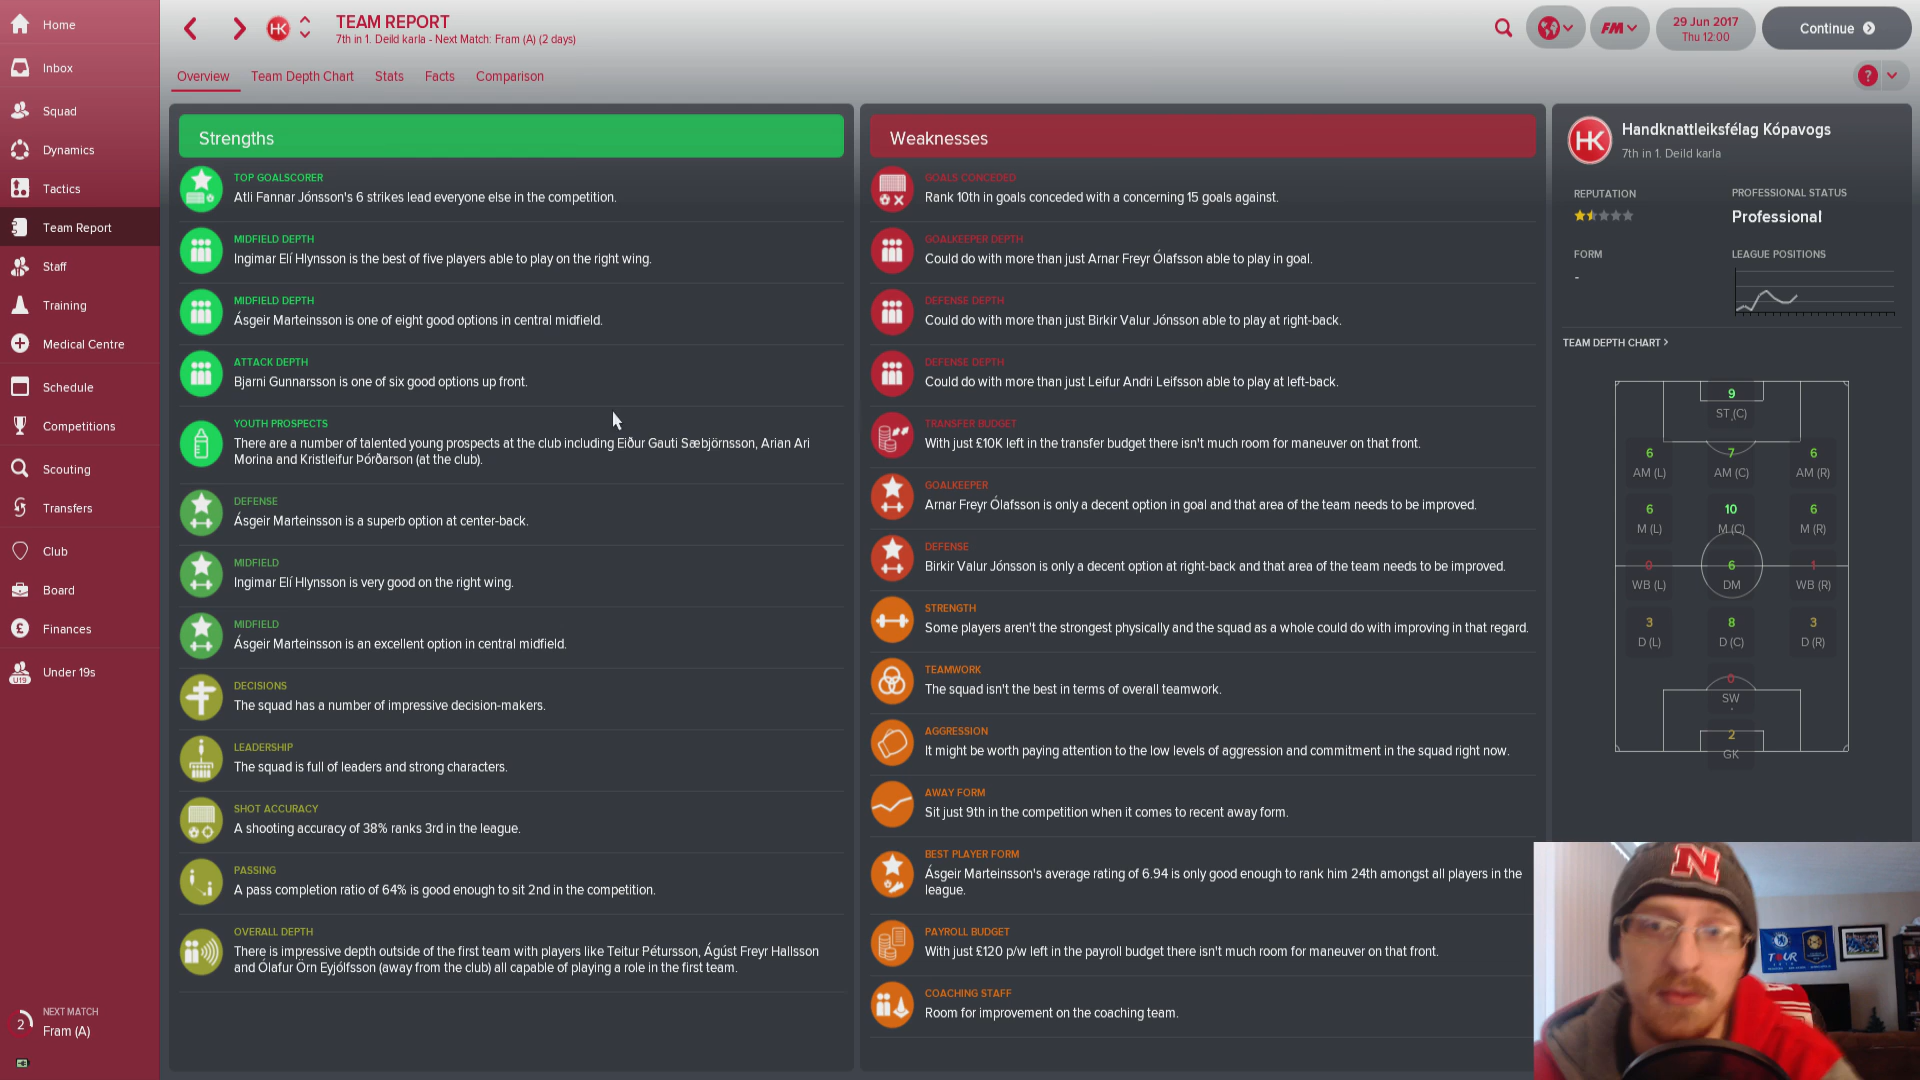 Home
Inbox
Squad
Dynamics
Tactics
Team Report
Staff
Training
Medical Centre
Schedule
Competitions
Scouting
Transfers
Club
Board
Finances
U19
Under 19s
2
NEXT MATCH
Fram (A)
HK
TEAM REPORT
7th in 1. Deild karla - Next Match: Fram (A) (2 days)
FM
29 Jun 2017
Thu 12:00
Continue
Overview
Team Depth Chart
Stats
Facts
Comparison
?
Strengths
TOP GOALSCORER
Atli Fannar Jónsson's 6 strikes lead everyone else in the competition.
MIDFIELD DEPTH
Ingimar Elí Hlynsson is the best of five players able to play on the right wing.
MIDFIELD DEPTH
Ásgeir Marteinsson is one of eight good options in central midfield.
ATTACK DEPTH
Bjarni Gunnarsson is one of six good options up front.
YOUTH PROSPECTS
There are a number of talented young prospects at the club including Eiður Gauti Sæbjörnsson, Arian Ari
Morina and Kristleifur Þórðarson (at the club).
DEFENSE
Ásgeir Marteinsson is a superb option at center-back.
MIDFIELD
Ingimar Elí Hlynsson is very good on the right wing.
MIDFIELD
Ásgeir Marteinsson is an excellent option in central midfield.
DECISIONS
The squad has a number of impressive decision-makers.
LEADERSHIP
The squad is full of leaders and strong characters.
SHOT ACCURACY
A shooting accuracy of 38% ranks 3rd in the league.
PASSING
A pass completion ratio of 64% is good enough to sit 2nd in the competition.
OVERALL DEPTH
There is impressive depth outside of the first team with players like Teitur Pétursson, Ágúst Freyr Hallsson
and Ólafur Örn Eyjólfsson (away from the club) all capable of playing a role in the first team.
Weaknesses
GOALS CONCEDED
Rank 10th in goals conceded with a concerning 15 goals against.
GOALKEEPER DEPTH
Could do with more than just Arnar Freyr Ólafsson able to play in goal.
DEFENSE DEPTH
Could do with more than just Birkir Valur Jónsson able to play at right-back.
DEFENSE DEPTH
Could do with more than just Leifur Andri Leifsson able to play at left-back.
TRANSFER BUDGET
With just £10K left in the transfer budget there isn't much room for maneuver on that front.
GOALKEEPER
Arnar Freyr Ólafsson is only a decent option in goal and that area of the team needs to be improved.
DEFENSE
Birkir Valur Jónsson is only a decent option at right-back and that area of the team needs to be improved.
STRENGTH
Some players aren't the strongest physically and the squad as a whole could do with improving in that regard.
TEAMWORK
The squad isn't the best in terms of overall teamwork.
AGGRESSION
It might be worth paying attention to the low levels of aggression and commitment in the squad right now.
AWAY FORM
Sit just 9th in the competition when it comes to recent away form.
BEST PLAYER FORM
Ásgeir Marteinsson's average rating of 6.94 is only good enough to rank him 24th amongst all players in the
league.
PAYROLL BUDGET
With just £120 p/w left in the payroll budget there isn't much room for maneuver on that front.
COACHING STAFF
Room for improvement on the coaching team.
HK
Handknattleiksfélag Kópavogs
7th in 1. Deild karla
REPUTATION
PROFESSIONAL STATUS
Professional
FORM
-
LEAGUE POSITIONS
TEAM DEPTH CHART >
9
ST (C)
6 7 6
AM (L) AM (C) AM (R)
6 10 6
M (L) M (C) M (R)
0 6 1
WB (L) DM WB (R)
3 8 3
D (L) D (C) D (R)
0
SW
2
GK
N
TOUR